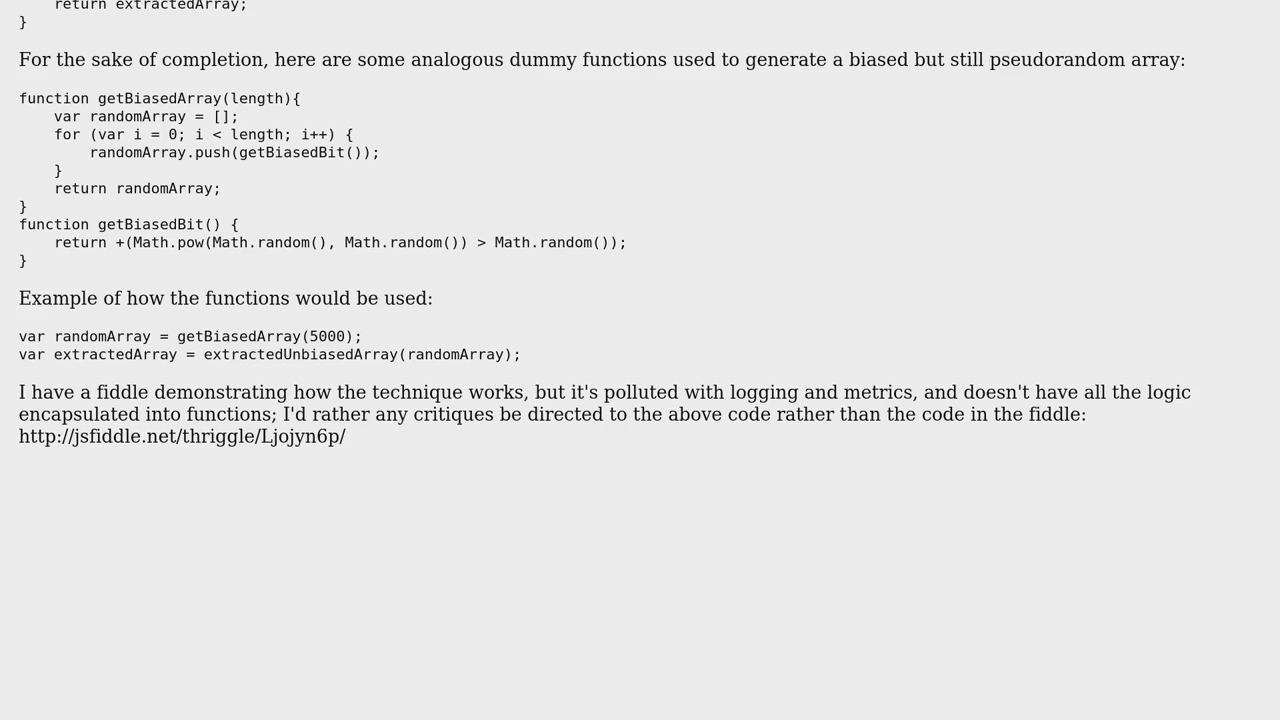 return extractedArray;
}
For the sake of completion, here are some analogous dummy functions used to generate a biased but still pseudorandom array:
function getBiasedArray(length){
    var randomArray = [];
    for (var i = 0; i < length; i++) {
        randomArray.push(getBiasedBit());
    }
    return randomArray;
}
function getBiasedBit() {
    return +(Math.pow(Math.random(), Math.random()) > Math.random());
}
Example of how the functions would be used:
var randomArray = getBiasedArray(5000);
var extractedArray = extractedUnbiasedArray(randomArray);
I have a fiddle demonstrating how the technique works, but it's polluted with logging and metrics, and doesn't have all the logic
encapsulated into functions; I'd rather any critiques be directed to the above code rather than the code in the fiddle:
http://jsfiddle.net/thriggle/Ljojyn6p/